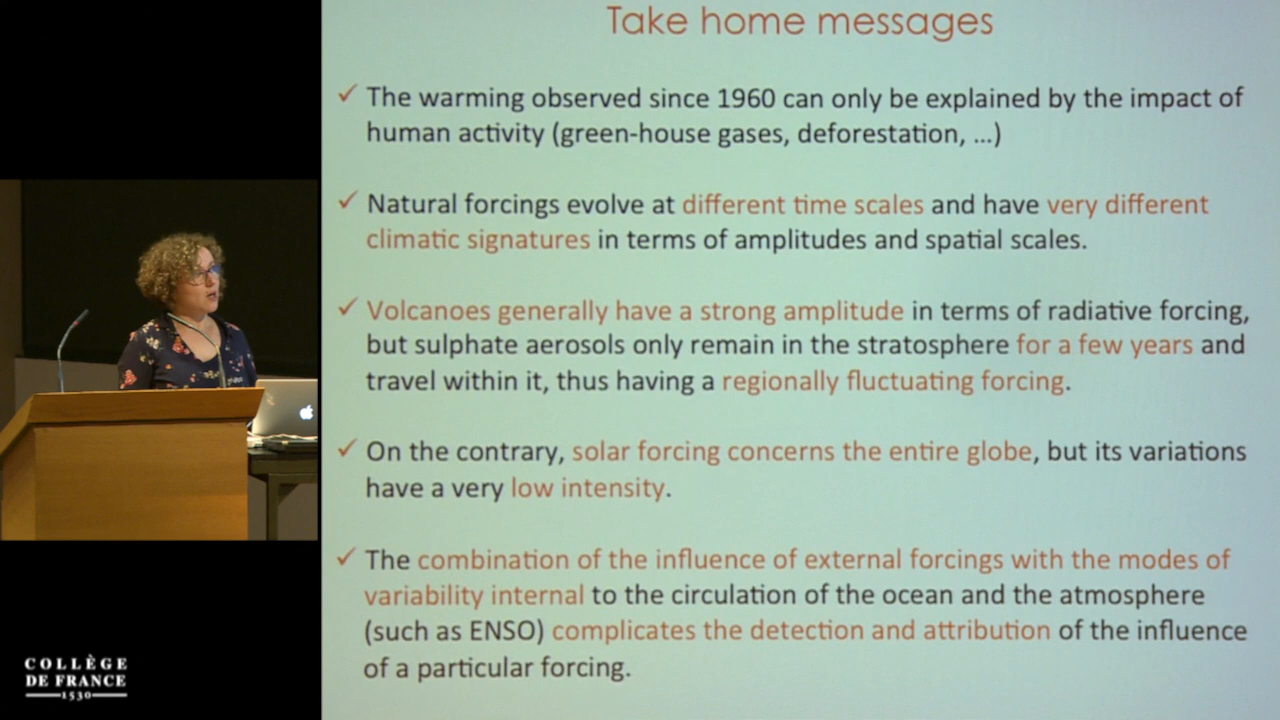 Take home messages
✓ The warming observed since 1960 can only be explained by the impact of
human activity (green-house gases, deforestation, ...)
✓ Natural forcings evolve at different time scales and have very different
climatic signatures in terms of amplitudes and spatial scales.
✓ Volcanoes generally have a strong amplitude in terms of radiative forcing,
but sulphate aerosols only remain in the stratosphere for a few years and
travel within it, thus having a regionally fluctuating forcing.
✓ On the contrary, solar forcing concerns the entire globe, but its variations
have a very low intensity.
✓ The combination of the influence of external forcings with the modes of
variability internal to the circulation of the ocean and the atmosphere
(such as ENSO) complicates the detection and attribution of the influence
of a particular forcing.
COLLÈGE
DE FRANCE
1530